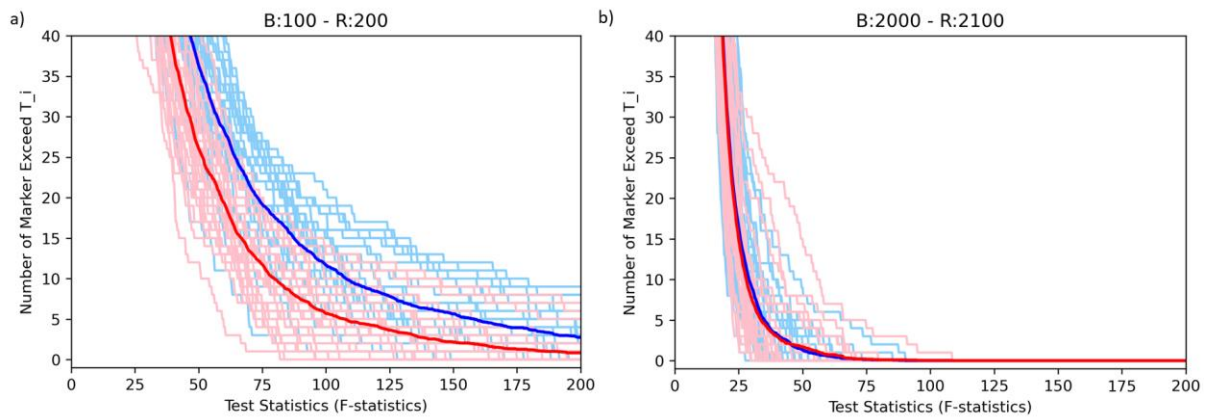 a)
B:100 - R:200
Number of Marker Exceed T_i
40
35
30
25
20
15
10
5
0
0 25 50 75 100 125 150 175 200
Test Statistics (F-statistics)
b)
B:2000 - R:2100
Number of Marker Exceed T_i
40
35
30
25
20
15
10
5
0
0 25 50 75 100 125 150 175 200
Test Statistics (F-statistics)